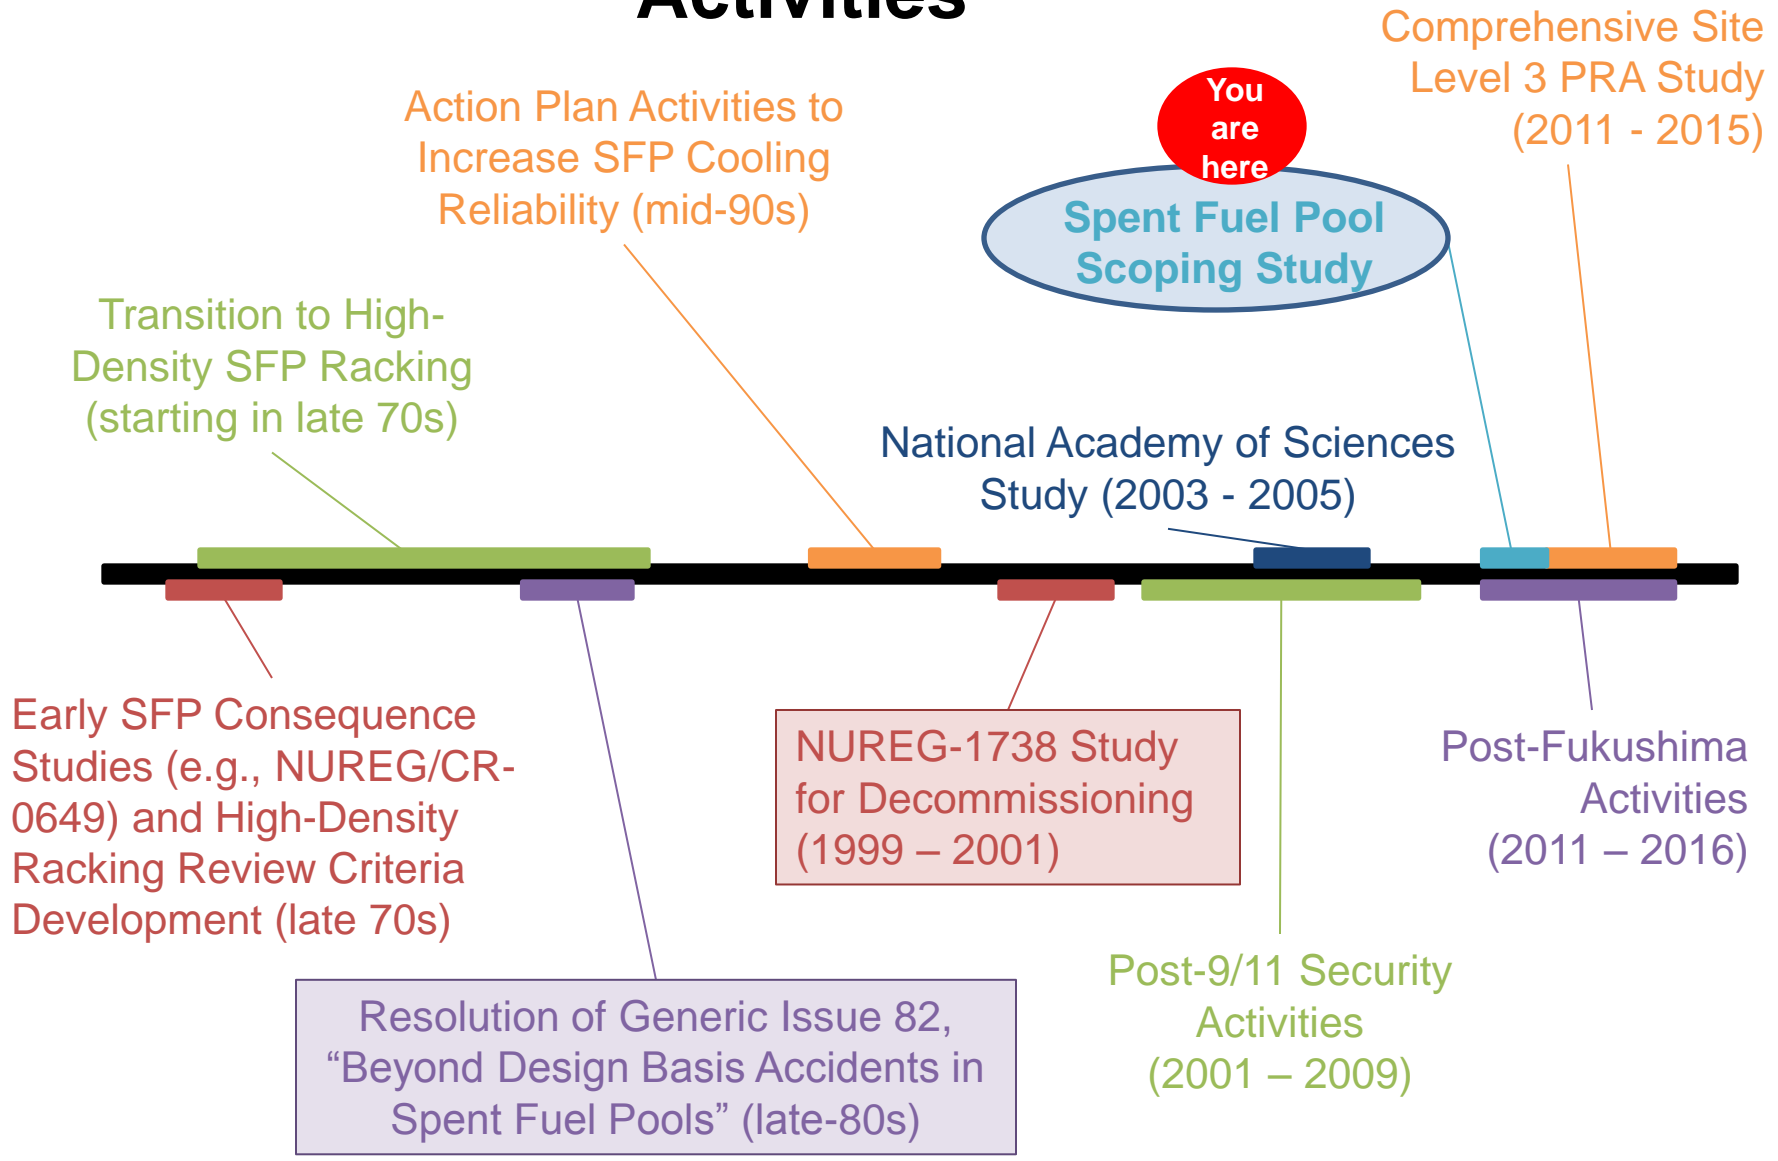 Activities
Comprehensive Site
Level 3 PRA Study
(2011 - 2015)
You
are
here
Action Plan Activities to
Increase SFP Cooling
Reliability (mid-90s)
Spent Fuel Pool
Scoping Study
Transition to High-
Density SFP Racking
(starting in late 70s)
National Academy of Sciences
Study (2003 - 2005)
Early SFP Consequence
Studies (e.g., NUREG/CR-
0649) and High-Density
Racking Review Criteria
Development (late 70s)
NUREG-1738 Study
for Decommissioning
(1999 – 2001)
Post-Fukushima
Activities
(2011 – 2016)
Resolution of Generic Issue 82,
“Beyond Design Basis Accidents in
Spent Fuel Pools” (late-80s)
Post-9/11 Security
Activities
(2001 – 2009)